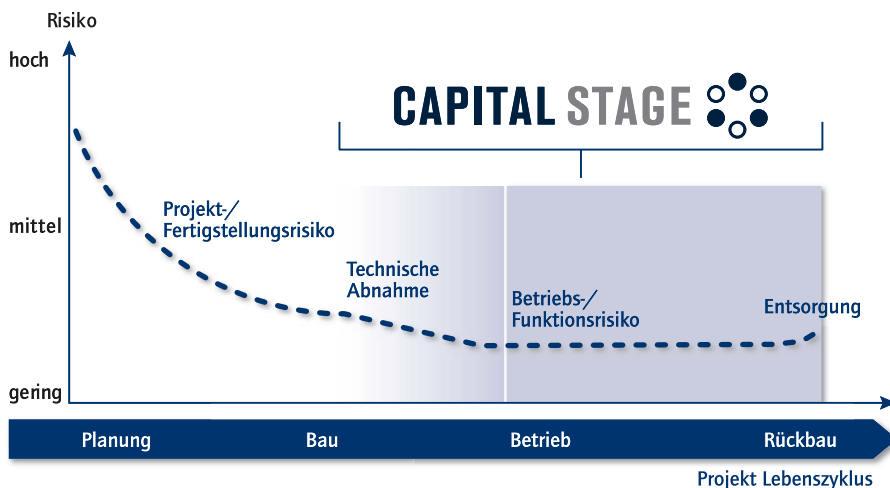 Risiko
hoch
CAPITAL STAGE
Projekt-/
Fertigstellungsrisiko
mittel
Technische
Abnahme
Betriebs-/
Funktionsrisiko
Entsorgung
gering
Planung Bau Betrieb Rückbau
Projekt Lebenszyklus